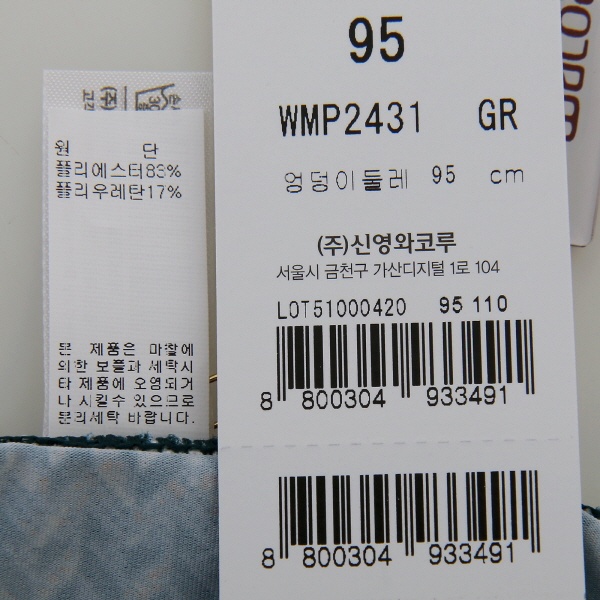 95
WMP2431 GR
엉덩이둘레 95 cm
(주)신영와코루
서울시 금천구 가산디지털 1로 104
LOT51000420 95 110
8 800304 933491
8 800304 933491
원 단
폴리에스터83%
폴리우레탄17%
본 제품은 마찰에
의한 보풀과 세탁시
타 제품에 오염되거
나 시킬수 있으므로
분리세탁 바랍니다.
(주)
30